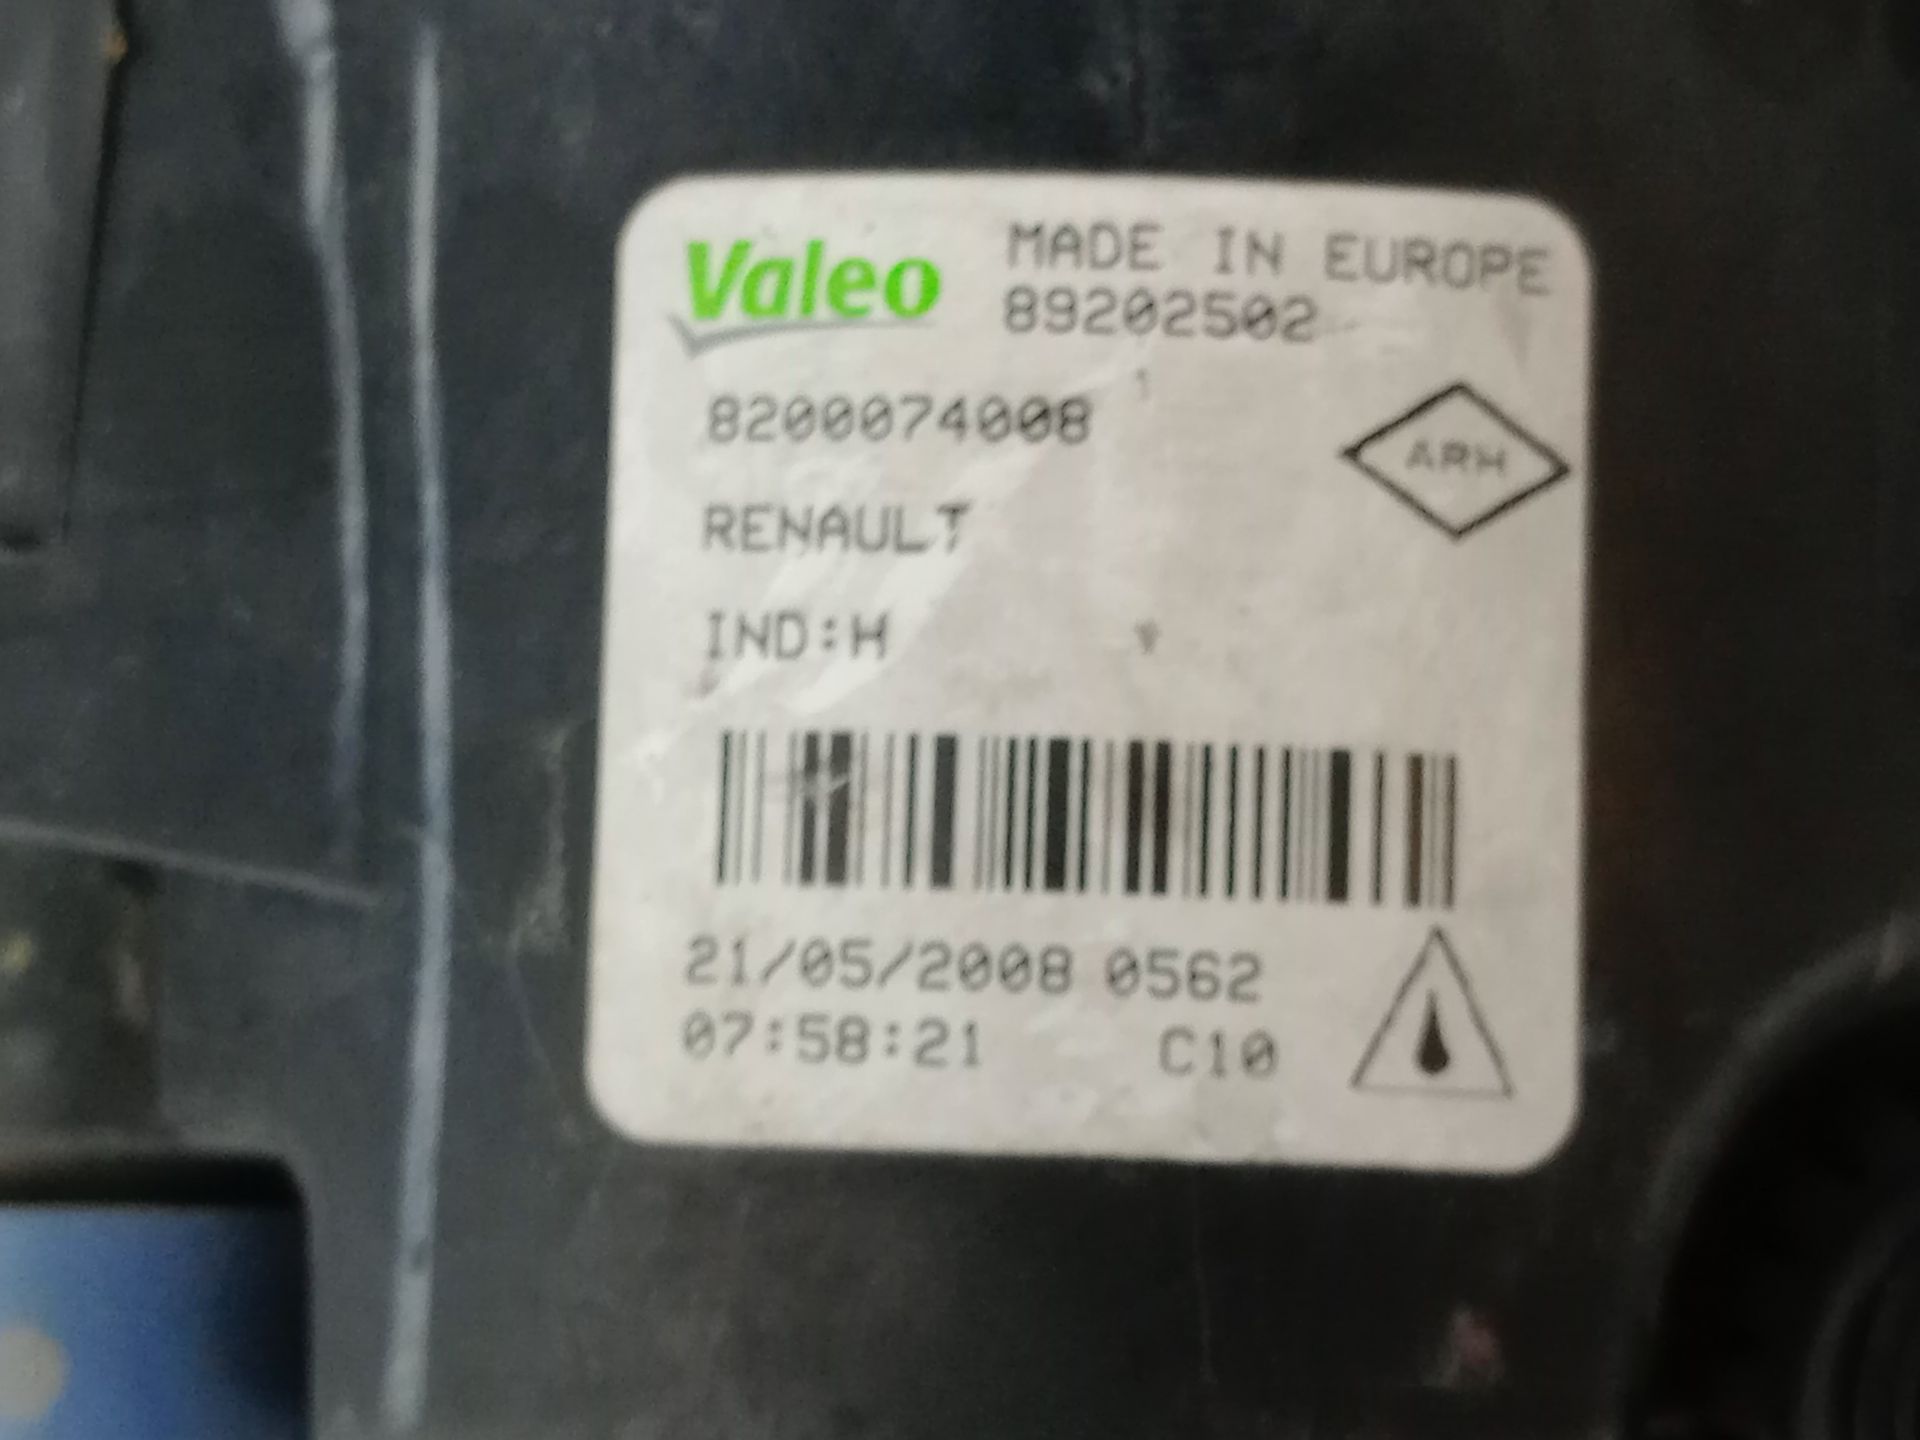 Valeo
MADE IN EUROPE
89202502
8200074008
ARH
RENAULT
IND:H
21/05/2008 0562
07:58:21 C10